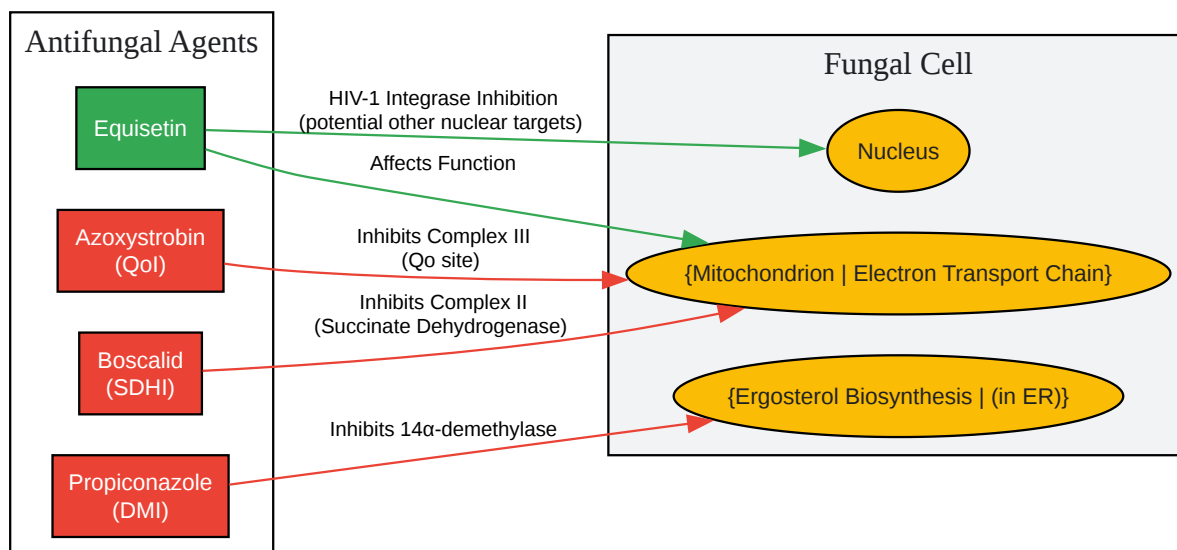 Antifungal Agents
Equisetin
Azoxystrobin
(QoI)
Boscalid
(SDHI)
Propiconazole
(DMI)
HIV-1 Integrase Inhibition
(potential other nuclear targets)
Affects Function
Inhibits Complex III
(Qo site)
Inhibits Complex II
(Succinate Dehydrogenase)
Inhibits 14α-demethylase
Fungal Cell
Nucleus
{Mitochondrion | Electron Transport Chain}
{Ergosterol Biosynthesis | (in ER)}